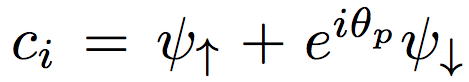 c_i = ψ_↑ + e^{iθ_p} ψ_↓